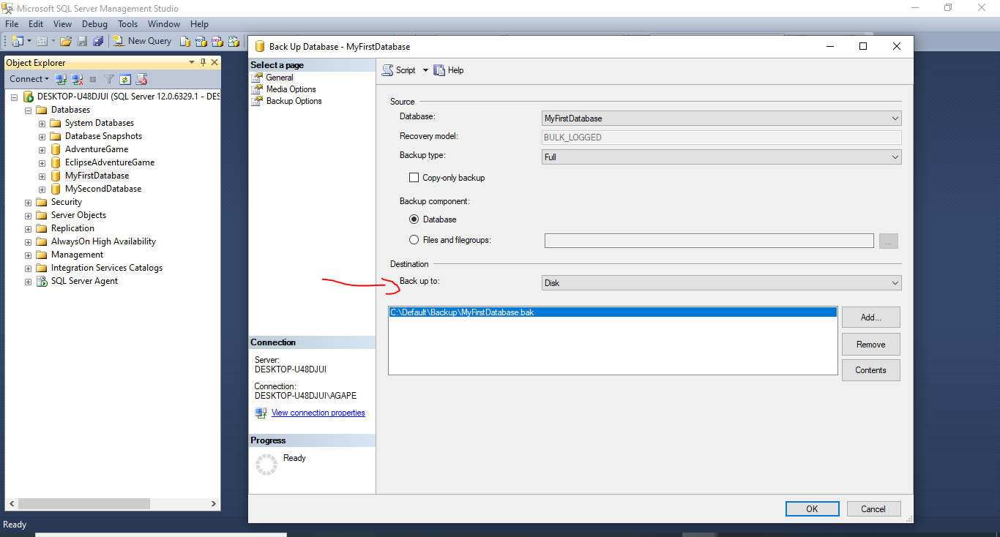 Microsoft SQL Server Management Studio
File Edit View Debug Tools Window Help
New Query
Object Explorer
Connect
DESKTOP-U48DJUI (SQL Server 12.0.6329.1 - DES
Databases
System Databases
Database Snapshots
AdventureGame
EclipseAdventureGame
MyFirstDatabase
MySecondDatabase
Security
Server Objects
Replication
AlwaysOn High Availability
Management
Integration Services Catalogs
SQL Server Agent
Ready
Back Up Database - MyFirstDatabase
Select a page
General
Media Options
Backup Options
Connection
Server:
DESKTOP-U48DJUI
Connection:
DESKTOP-U48DJUI\AGAPE
View connection properties
Progress
Ready
Script Help
Source
Database: MyFirstDatabase
Recovery model: BULK_LOGGED
Backup type: Full
Copy-only backup
Backup component:
Database
Files and filegroups: ...
Destination
Back up to: Disk
C:\Default\Backup\MyFirstDatabase.bak
Add...
Remove
Contents
OK Cancel